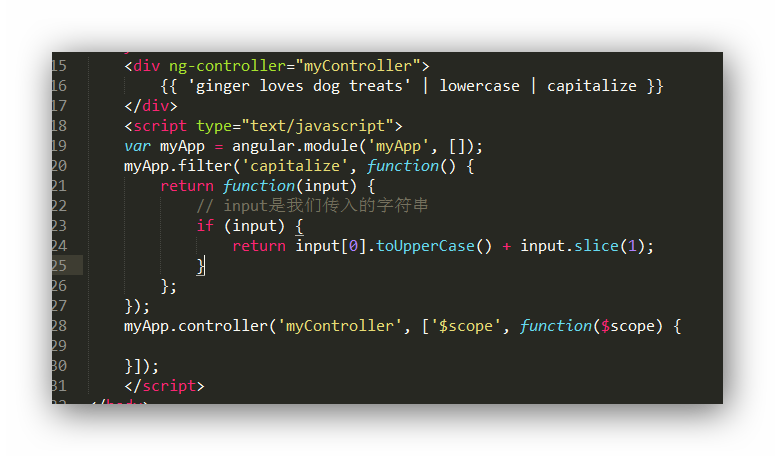 15 <div ng-controller="myController">
16 {{ 'ginger loves dog treats' | lowercase | capitalize }}
17 </div>
18 <script type="text/javascript">
19 var myApp = angular.module('myApp', []);
20 myApp.filter('capitalize', function() {
21 return function(input) {
22 // input是我们传入的字符串
23 if (input) {
24 return input[0].toUpperCase() + input.slice(1);
25 }
26 };
27 });
28 myApp.controller('myController', ['$scope', function($scope) {
29
30 }]);
31 </script>